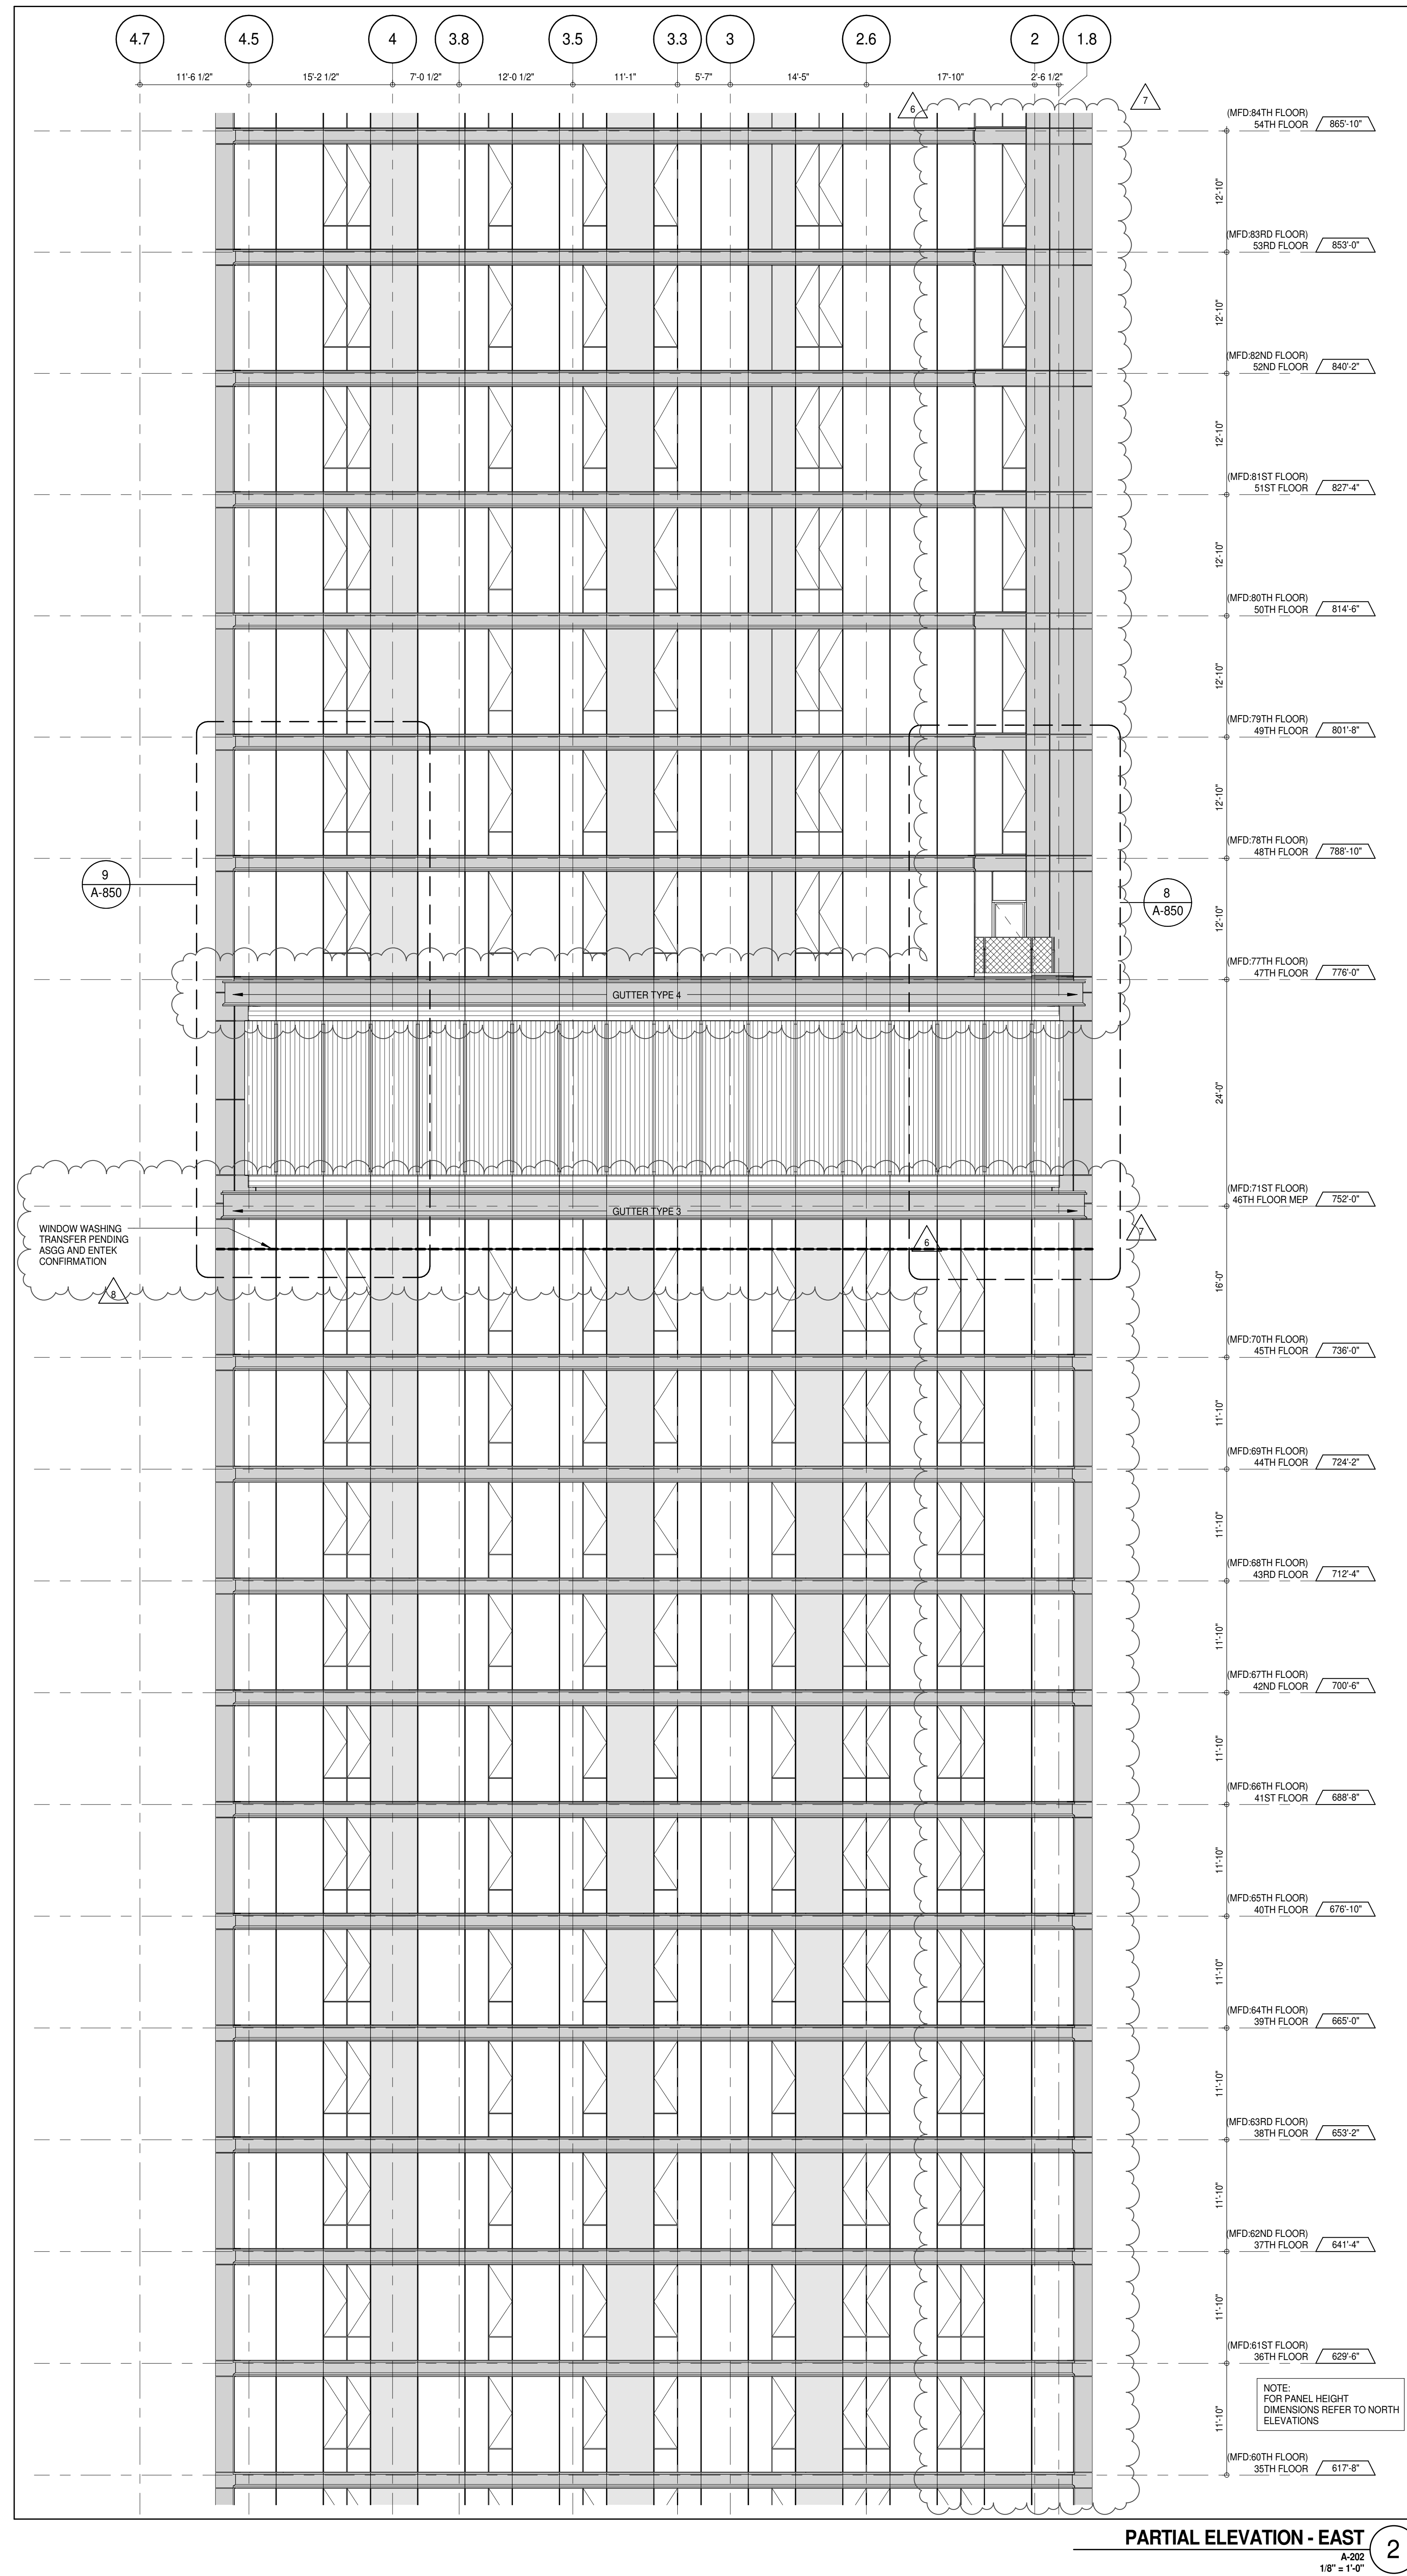 4.7 4.5 4 3.8 3.5 3.3 3 2.6 2 1.8
11'-6 1/2" 15'-2 1/2" 7'-0 1/2" 12'-0 1/2" 11'-1" 5'-7" 14'-5" 17'-10" 2'-6 1/2"
6
7
(MFD:84TH FLOOR)
54TH FLOOR 865'-10"
12'-10"
(MFD:83RD FLOOR)
53RD FLOOR 853'-0"
12'-10"
(MFD:82ND FLOOR)
52ND FLOOR 840'-2"
12'-10"
(MFD:81ST FLOOR)
51ST FLOOR 827'-4"
12'-10"
(MFD:80TH FLOOR)
50TH FLOOR 814'-6"
12'-10"
(MFD:79TH FLOOR)
49TH FLOOR 801'-8"
12'-10"
(MFD:78TH FLOOR)
48TH FLOOR 788'-10"
9
A-850
8
A-850
12'-10"
(MFD:77TH FLOOR)
47TH FLOOR 776'-0"
GUTTER TYPE 4
24'-0"
(MFD:71ST FLOOR)
46TH FLOOR MEP 752'-0"
GUTTER TYPE 3
WINDOW WASHING
TRANSFER PENDING
ASGG AND ENTEK
CONFIRMATION
6
7
8
16'-0"
(MFD:70TH FLOOR)
45TH FLOOR 736'-0"
11'-10"
(MFD:69TH FLOOR)
44TH FLOOR 724'-2"
11'-10"
(MFD:68TH FLOOR)
43RD FLOOR 712'-4"
11'-10"
(MFD:67TH FLOOR)
42ND FLOOR 700'-6"
11'-10"
(MFD:66TH FLOOR)
41ST FLOOR 688'-8"
11'-10"
(MFD:65TH FLOOR)
40TH FLOOR 676'-10"
11'-10"
(MFD:64TH FLOOR)
39TH FLOOR 665'-0"
11'-10"
(MFD:63RD FLOOR)
38TH FLOOR 653'-2"
11'-10"
(MFD:62ND FLOOR)
37TH FLOOR 641'-4"
11'-10"
(MFD:61ST FLOOR)
36TH FLOOR 629'-6"
11'-10"
NOTE:
FOR PANEL HEIGHT
DIMENSIONS REFER TO NORTH
ELEVATIONS
(MFD:60TH FLOOR)
35TH FLOOR 617'-8"
PARTIAL ELEVATION - EAST 2
A-202
1/8" = 1'-0"